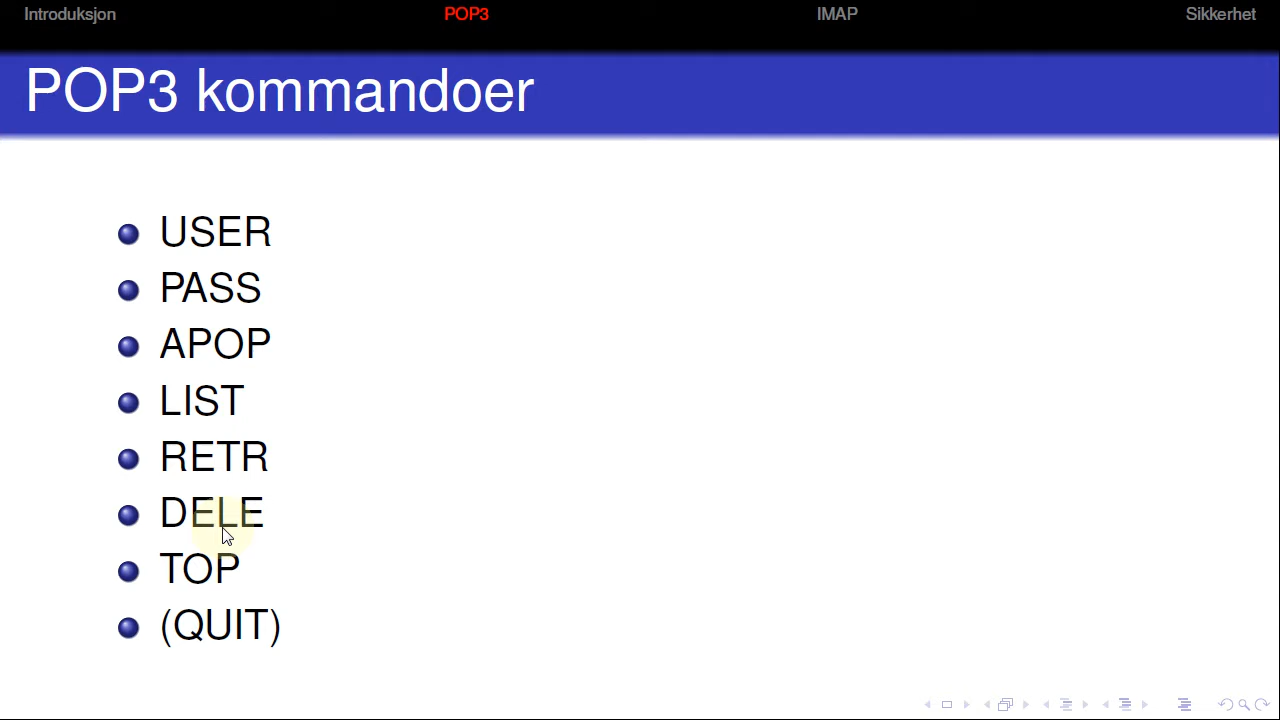 Introduksjon POP3 IMAP Sikkerhet
POP3 kommandoer
USER
PASS
APOP
LIST
RETR
DELE
TOP
(QUIT)